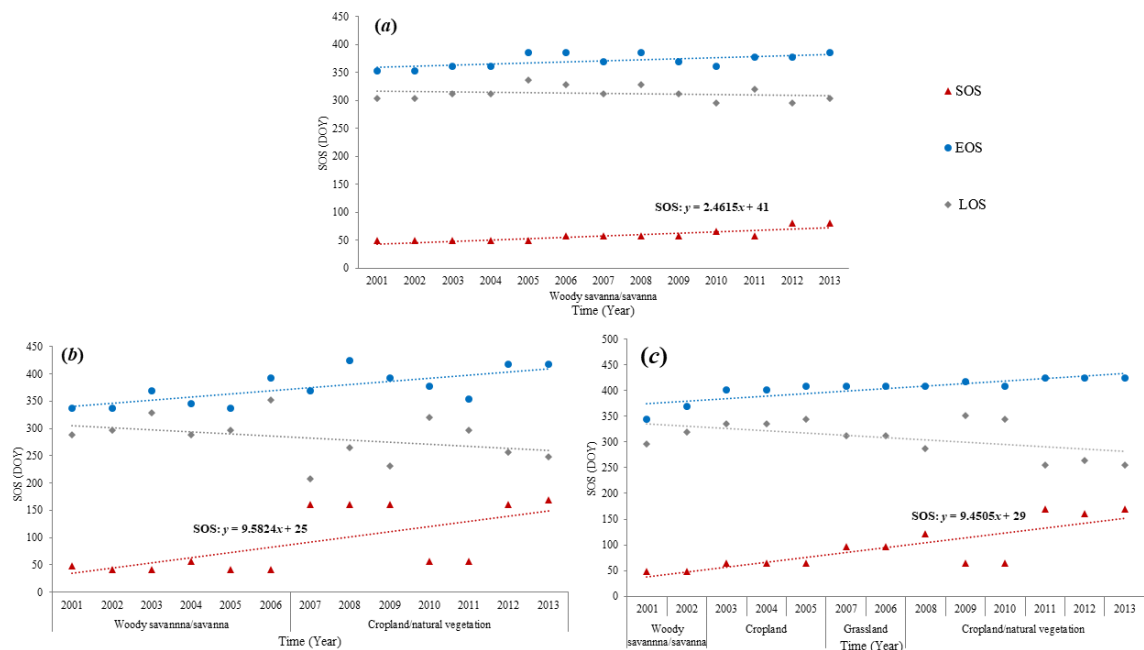 (a)
450
400
350
300
250
200
150
100
50
0
SOS (DOY)
SOS: y = 2.4615x + 41
2001 2002 2003 2004 2005 2006 2007 2008 2009 2010 2011 2012 2013
Woody savanna/savanna
Time (Year)
SOS
EOS
LOS
(b)
450
400
350
300
250
200
150
100
50
0
SOS (DOY)
SOS: y = 9.5824x + 25
2001 2002 2003 2004 2005 2006 2007 2008 2009 2010 2011 2012 2013
Woody savannna/savanna Cropland/natural vegetation
Time (Year)
(c)
500
450
400
350
300
250
200
150
100
50
0
SOS (DOY)
SOS: y = 9.4505x + 29
2001 2002 2003 2004 2005 2007 2006 2008 2009 2010 2011 2012 2013
Woody Cropland Grassland Cropland/natural vegetation
savannna/savanna
Time (Year)